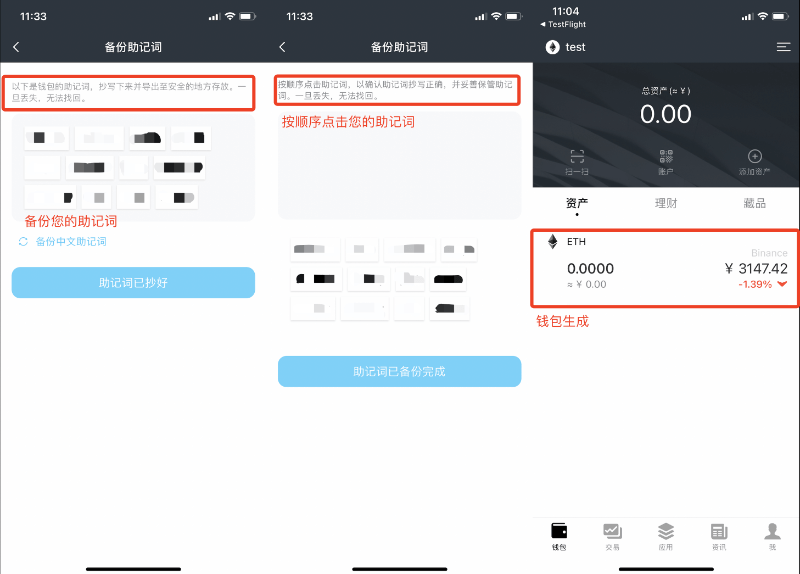 11:33
备份助记词
以下是钱包的助记词，抄写下来并导出至安全的地方存放。一
旦丢失，无法找回。
备份您的助记词
备份中文助记词
助记词已抄好
11:33
备份助记词
按顺序点击助记词，以确认助记词抄写正确，并妥善保管助记
词。一旦丢失，无法找回。
按顺序点击您的助记词
助记词已备份完成
11:04
◀ TestFlight
test
总资产(≈ ¥)
0.00
扫一扫
账户
添加资产
资产
理财
藏品
ETH
Binance
0.0000
¥ 3147.42
≈ ¥ 0.00
-1.39%
钱包生成
钱包
交易
应用
资讯
我